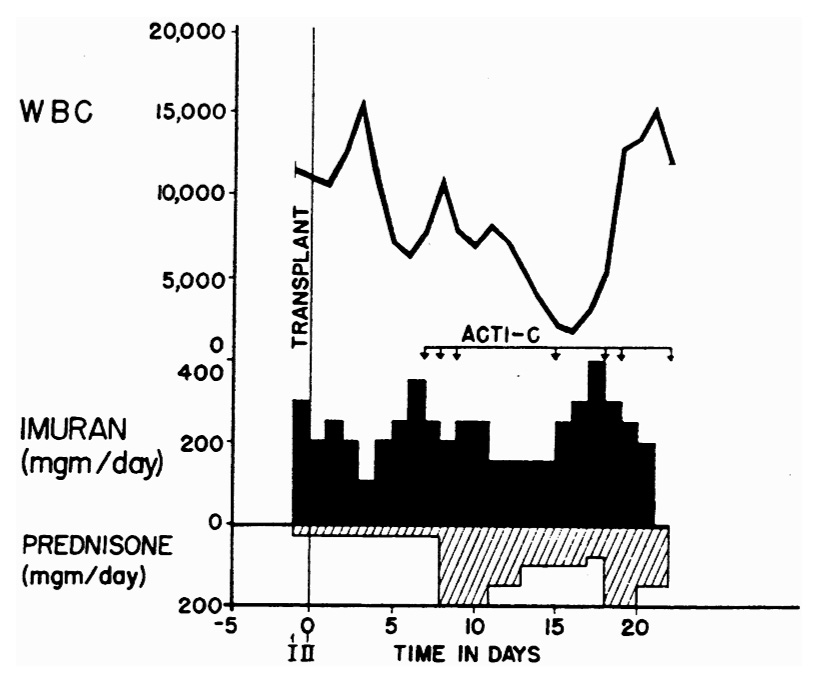 20,000
WBC
15,000
10,000
5,000
0
TRANSPLANT
ACTI-C
400
IMURAN
(mgm/day)
200
0
PREDNISONE
(mgm/day)
200
-5 0 5 10 15 20
I II
TIME IN DAYS